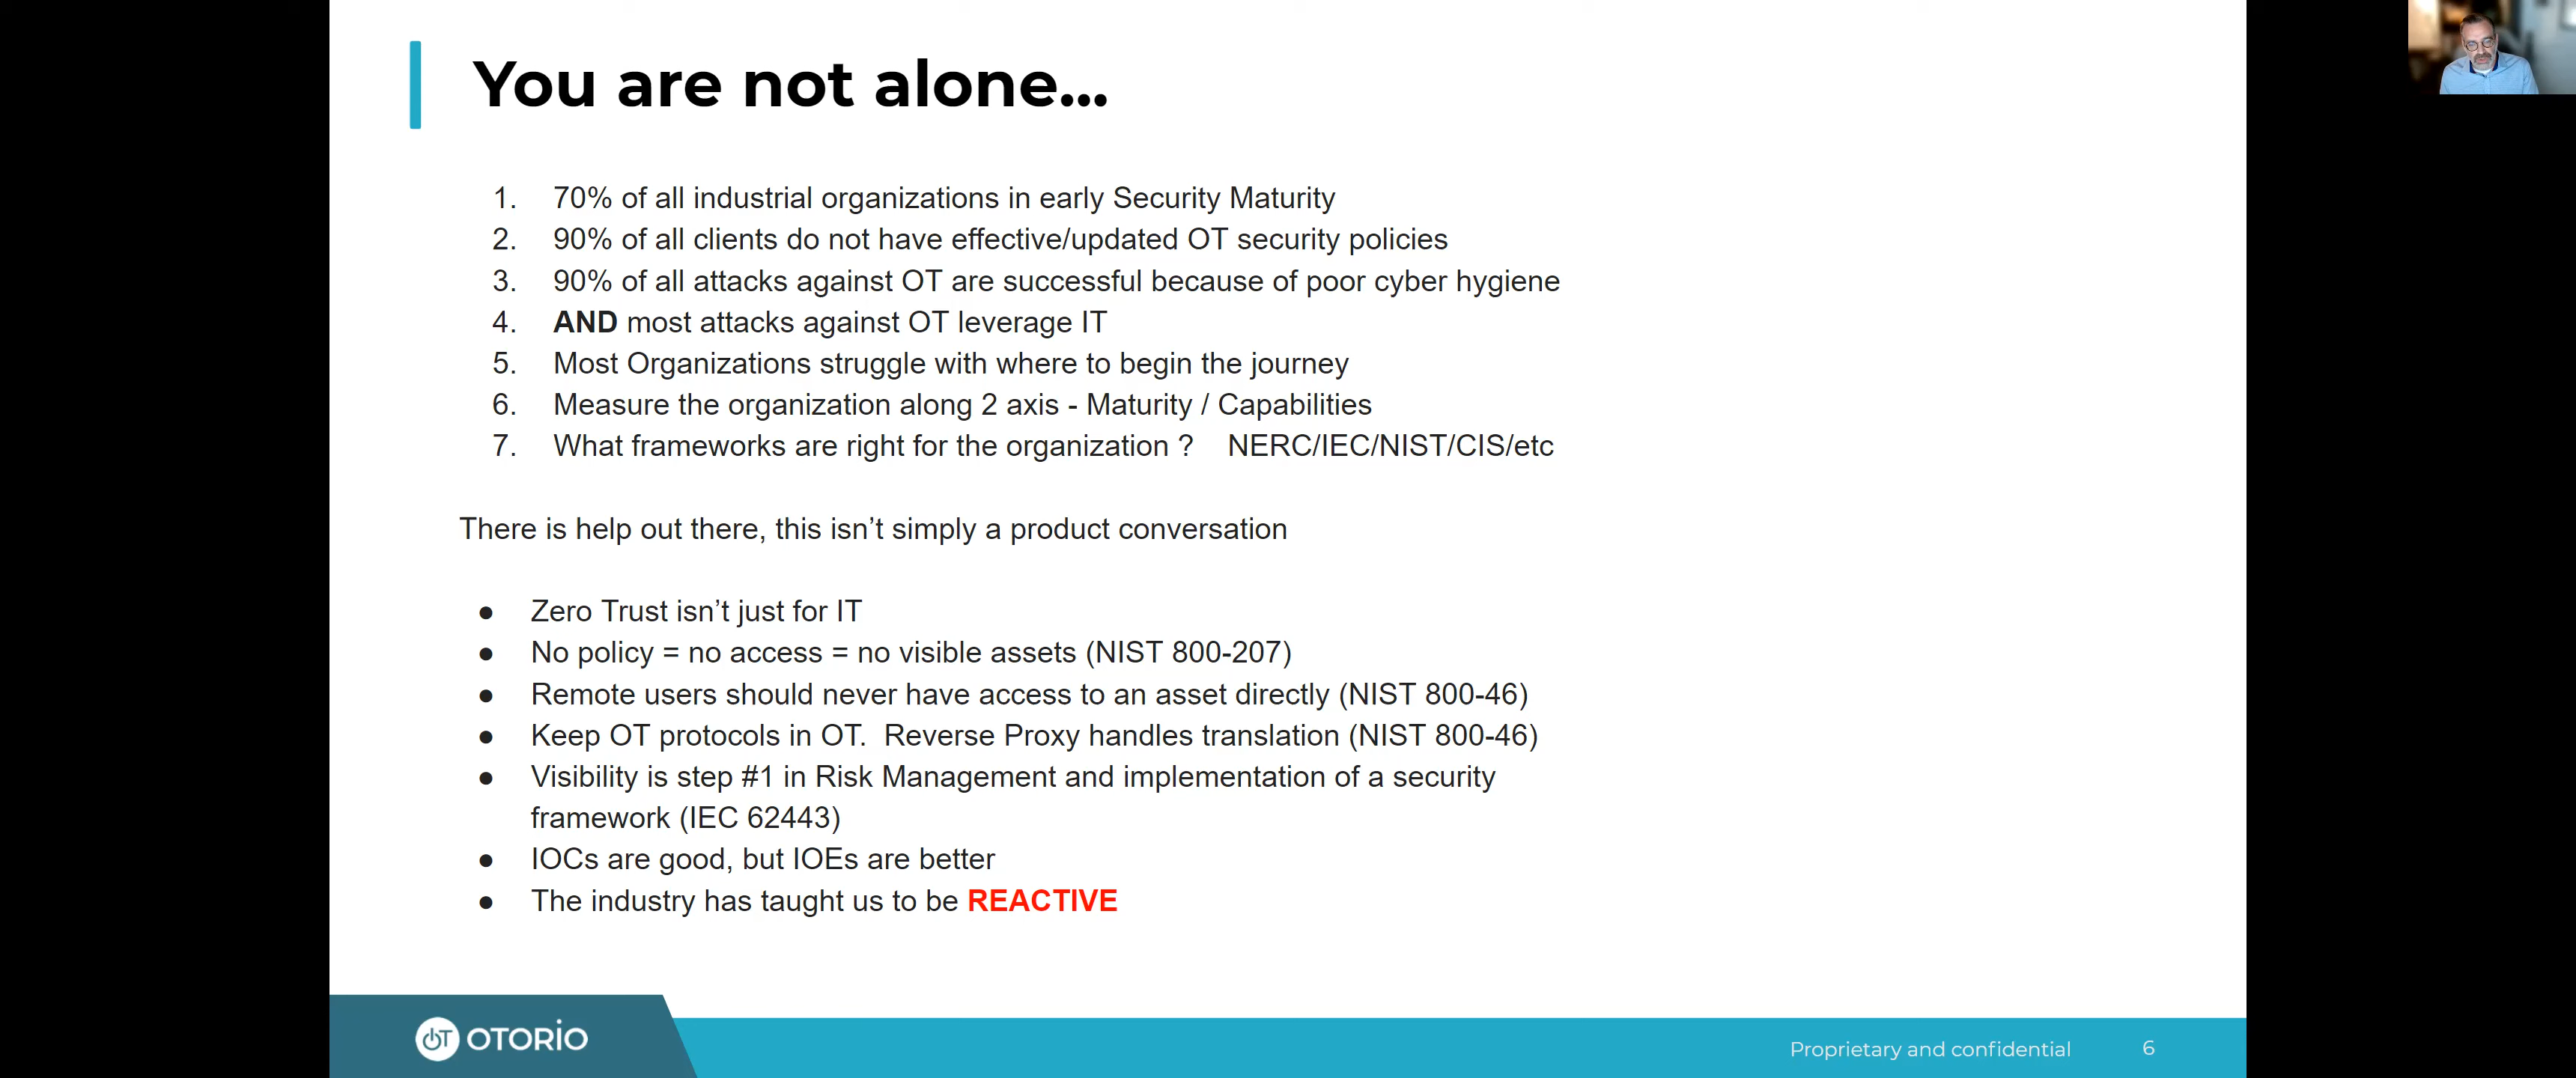 You are not alone...
1. 70% of all industrial organizations in early Security Maturity
2. 90% of all clients do not have effective/updated OT security policies
3. 90% of all attacks against OT are successful because of poor cyber hygiene
4. AND most attacks against OT leverage IT
5. Most Organizations struggle with where to begin the journey
6. Measure the organization along 2 axis - Maturity / Capabilities
7. What frameworks are right for the organization ? NERC/IEC/NIST/CIS/etc
There is help out there, this isn’t simply a product conversation
● Zero Trust isn’t just for IT
● No policy = no access = no visible assets (NIST 800-207)
● Remote users should never have access to an asset directly (NIST 800-46)
● Keep OT protocols in OT. Reverse Proxy handles translation (NIST 800-46)
● Visibility is step #1 in Risk Management and implementation of a security
framework (IEC 62443)
● IOCs are good, but IOEs are better
● The industry has taught us to be REACTIVE
OT OTORIO
Proprietary and confidential 6